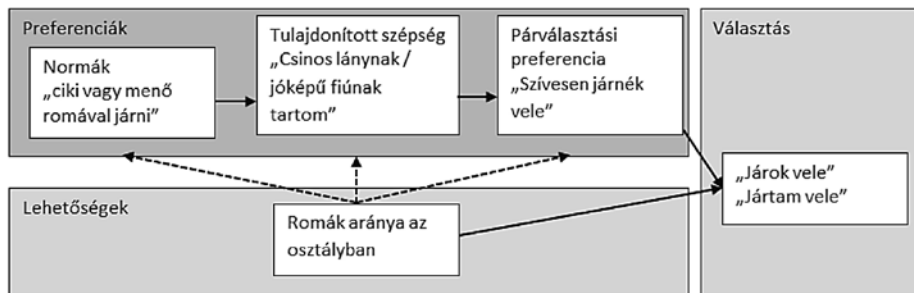 Preferenciák
Normák
„ciki vagy menő
romával járni”
Tulajdonított szépség
„Csinos lánynak /
jóképű fiúnak
tartom”
Párválasztási
preferencia
„Szívesen járnék
vele”
Választás
„Járok vele”
„Jártam vele”
Lehetőségek
Romák aránya az
osztályban